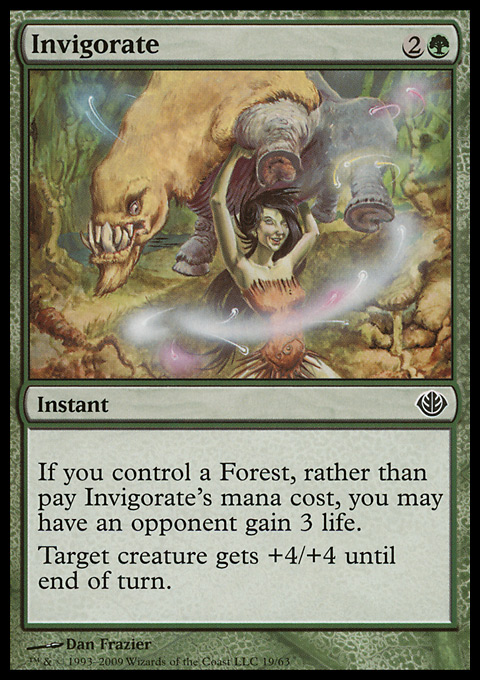 Invigorate 2
Instant
If you control a Forest, rather than
pay Invigorate's mana cost, you may
have an opponent gain 3 life.
Target creature gets +4/+4 until
end of turn.
Dan Frazier
™ & © 1993–2009 Wizards of the Coast LLC 19/63